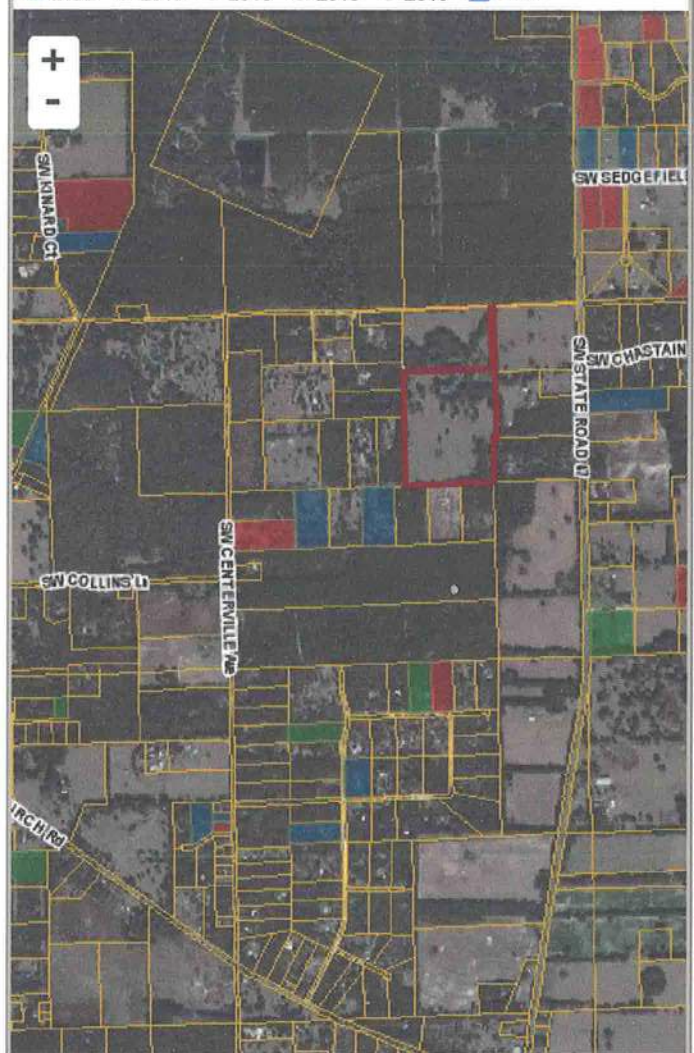 +
-
SW KINARD Ct
SW SEDGEFIEL
SW STATE ROAD 47
SW CHASTAIN
SW CENTERVILLE Ave
SW COLLINS Ln
IRCH Rd